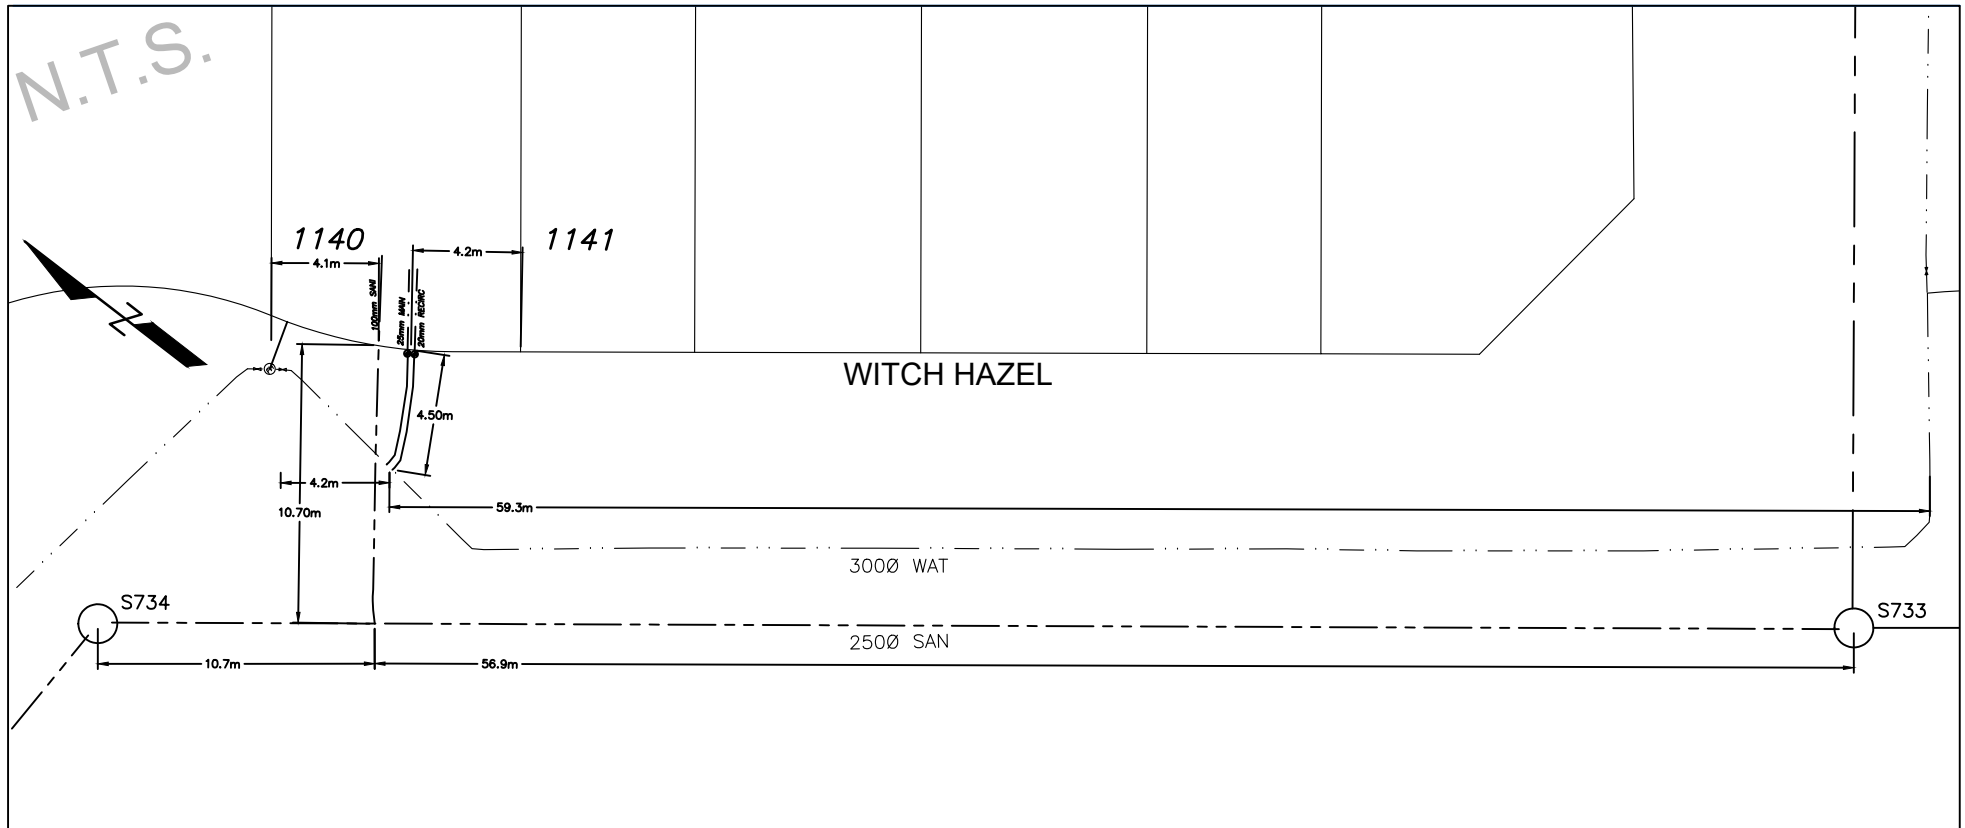 N.T.S.
1140
1141
4.1m
4.2m
100mm SANI
25mm MAIN
20mm RECIRC
WITCH HAZEL
4.50m
4.2m
10.70m
59.3m
300Ø WAT
S734
S733
250Ø SAN
10.7m
56.9m
Z